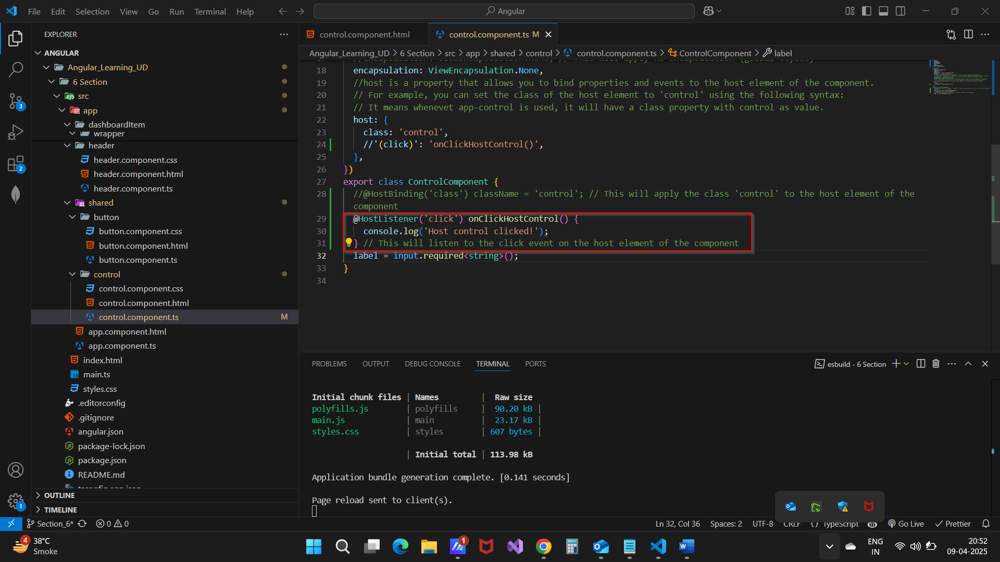 File Edit Selection View Go Run Terminal Help
Angular
EXPLORER
ANGULAR
Angular_Learning_UD
6 Section
src
app
dashboardItem
wrapper
header
header.component.css
header.component.html
header.component.ts
shared
button
button.component.css
button.component.html
button.component.ts
control
control.component.css
control.component.html
control.component.ts M
app.component.html
app.component.ts
index.html
main.ts
styles.css
.editorconfig
.gitignore
angular.json
package-lock.json
package.json
README.md
OUTLINE
TIMELINE
3
2
1
control.component.html
control.component.ts M
Angular_Learning_UD > 6 Section > src > app > shared > control > control.component.ts > ControlComponent > label
18 encapsulation: ViewEncapsulation.None,
19 //host is a property that allows you to bind properties and events to the host element of the component.
20 // For example, you can set the class of the host element to 'control' using the following syntax:
21 // It means whenevet app-control is used, it will have a class property with control as value.
22 host: {
23 class: 'control',
24 //'(click)': 'onClickHostControl()',
25 },
26 })
27 export class ControlComponent {
28 //@HostBinding('class') className = 'control'; // This will apply the class 'control' to the host element of the
component
29 @HostListener('click') onClickHostControl() {
30 console.log('Host control clicked!');
31 } // This will listen to the click event on the host element of the component
32 label = input.required<string>();
33 }
34
PROBLEMS OUTPUT DEBUG CONSOLE TERMINAL PORTS
esbuild - 6 Section
Initial chunk files | Names | Raw size
polyfills.js | polyfills | 90.20 kB |
main.js | main | 23.17 kB |
styles.css | styles | 607 bytes |
| Initial total | 113.98 kB
Application bundle generation complete. [0.141 seconds]
Page reload sent to client(s).
Section_6* 0 0
Ln 32, Col 36 Spaces: 2 UTF-8 CRLF {} TypeScript Go Live Prettier
4
38°C
Smoke
1
ENG
IN
20:52
09-04-2025